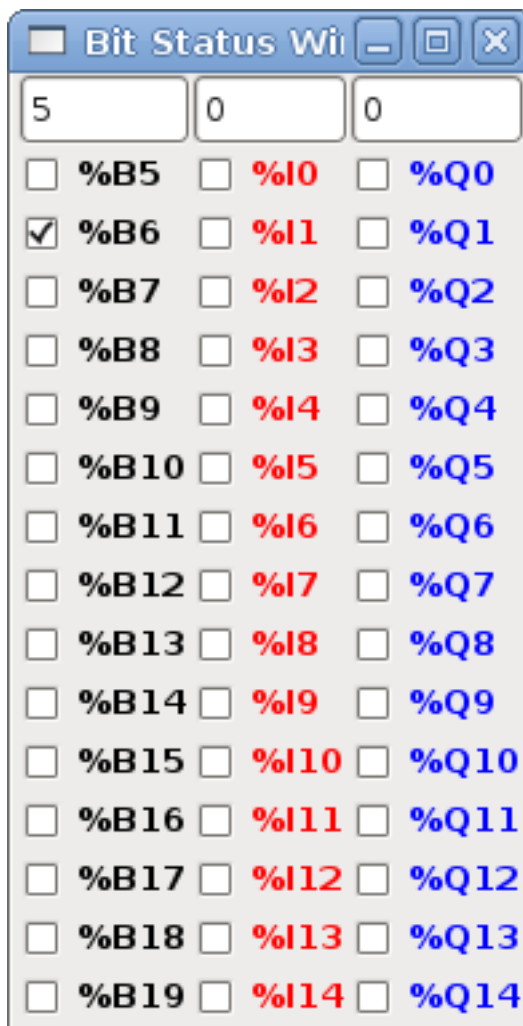 Bit Status Wi
5 0 0
%B5 %I0 %Q0
%B6 %I1 %Q1
%B7 %I2 %Q2
%B8 %I3 %Q3
%B9 %I4 %Q4
%B10 %I5 %Q5
%B11 %I6 %Q6
%B12 %I7 %Q7
%B13 %I8 %Q8
%B14 %I9 %Q9
%B15 %I10 %Q10
%B16 %I11 %Q11
%B17 %I12 %Q12
%B18 %I13 %Q13
%B19 %I14 %Q14